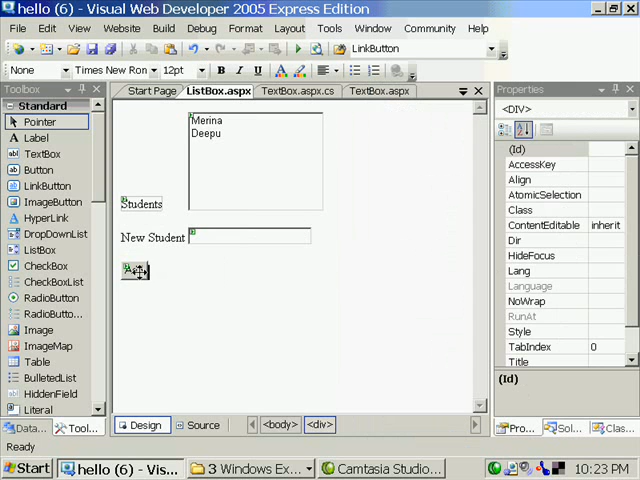 hello (6) - Visual Web Developer 2005 Express Edition
File Edit View Website Build Debug Format Layout Tools Window Community Help
LinkButton
None Times New Ron 12pt B I U A
Toolbox
Standard
Pointer
Label
TextBox
Button
LinkButton
ImageButton
HyperLink
DropDownList
ListBox
CheckBox
CheckBoxList
RadioButton
RadioButto...
Image
ImageMap
Table
BulletedList
HiddenField
Literal
Data... Tool...
Start Page ListBox.aspx TextBox.aspx.cs TextBox.aspx
Merina
Deepu
Students
New Student
Design Source <body> <div>
Properties
<DIV>
(Id)
AccessKey
Align
AtomicSelection
Class
ContentEditable inherit
Dir
HideFocus
Lang
Language
NoWrap
RunAt
Style
TabIndex 0
Title
(Id)
Pro... Sol... Clas...
Ready
Start hello (6) - Vis... 3 Windows Ex... Camtasia Studio... 10:23 PM